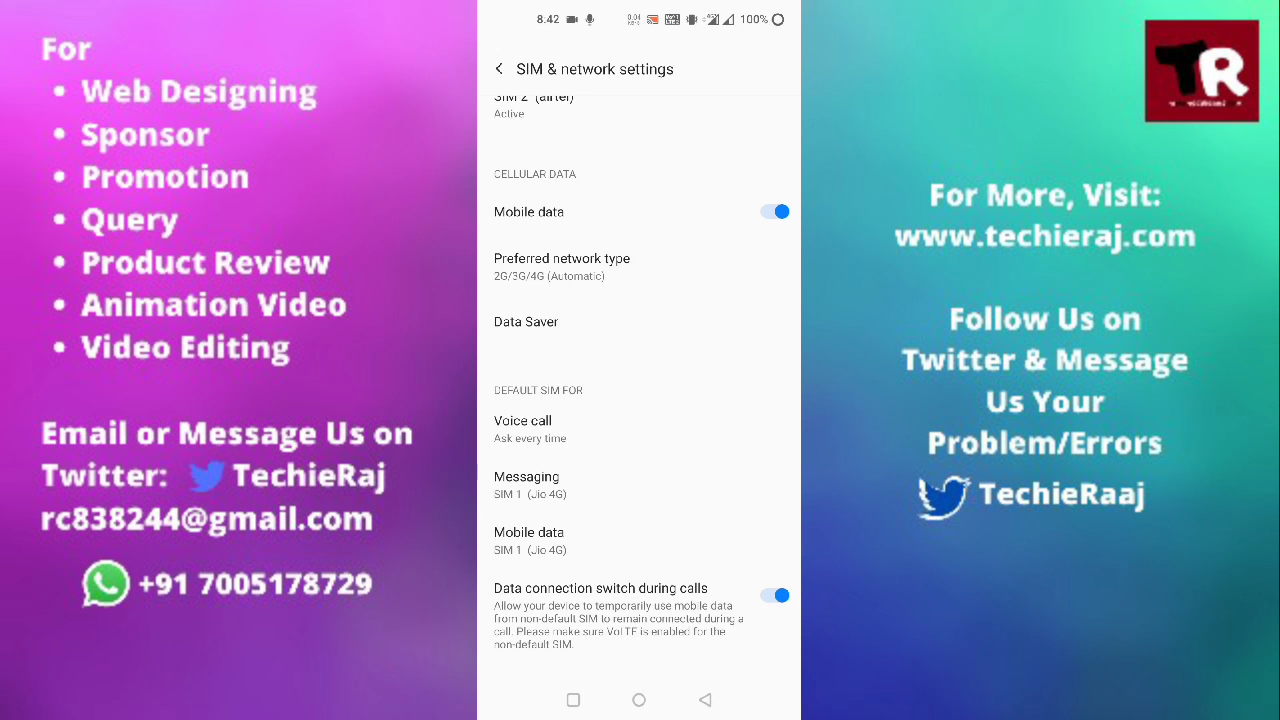 For
• Web Designing
• Sponsor
• Promotion
• Query
• Product Review
• Animation Video
• Video Editing
Email or Message Us on
Twitter: TechieRaj
rc838244@gmail.com
+91 7005178729
8:42
100%
SIM & network settings
SIM 2 (airtel)
Active
CELLULAR DATA
Mobile data
Preferred network type
2G/3G/4G (Automatic)
Data Saver
DEFAULT SIM FOR
Voice call
Ask every time
Messaging
SIM 1 (Jio 4G)
Mobile data
SIM 1 (Jio 4G)
Data connection switch during calls
Allow your device to temporarily use mobile data
from non-default SIM to remain connected during a
call. Please make sure VoLTE is enabled for the
non-default SIM.
TR
For More, Visit:
www.techieraj.com
Follow Us on
Twitter & Message
Us Your
Problem/Errors
TechieRaaj